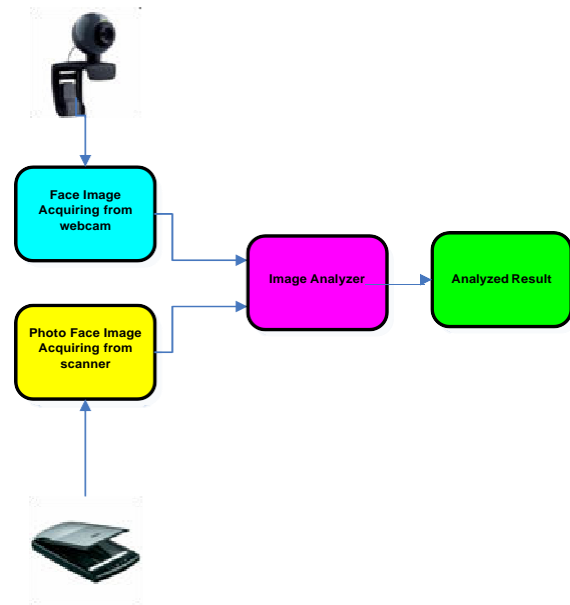 Face Image
Acquiring from
webcam
Image Analyzer
Analyzed Result
Photo Face Image
Acquiring from
scanner